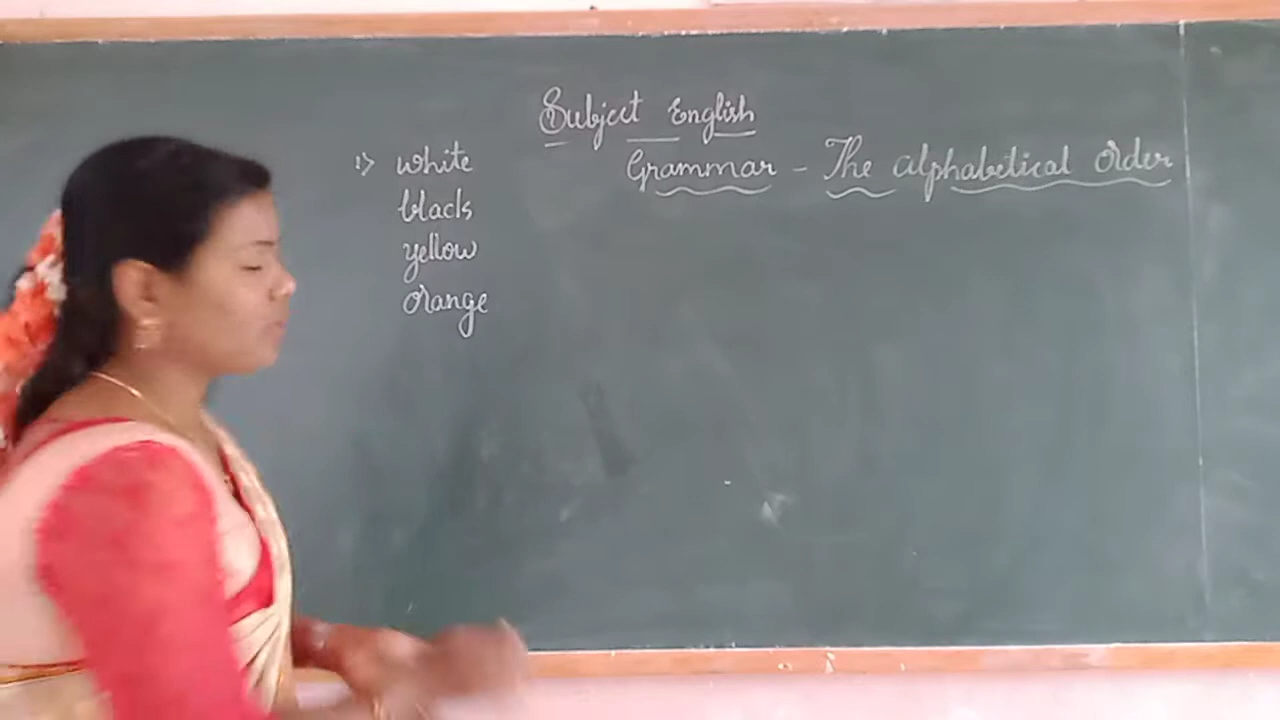 Subject English
Grammar - The alphabetical Order
1> white
black
yellow
orange